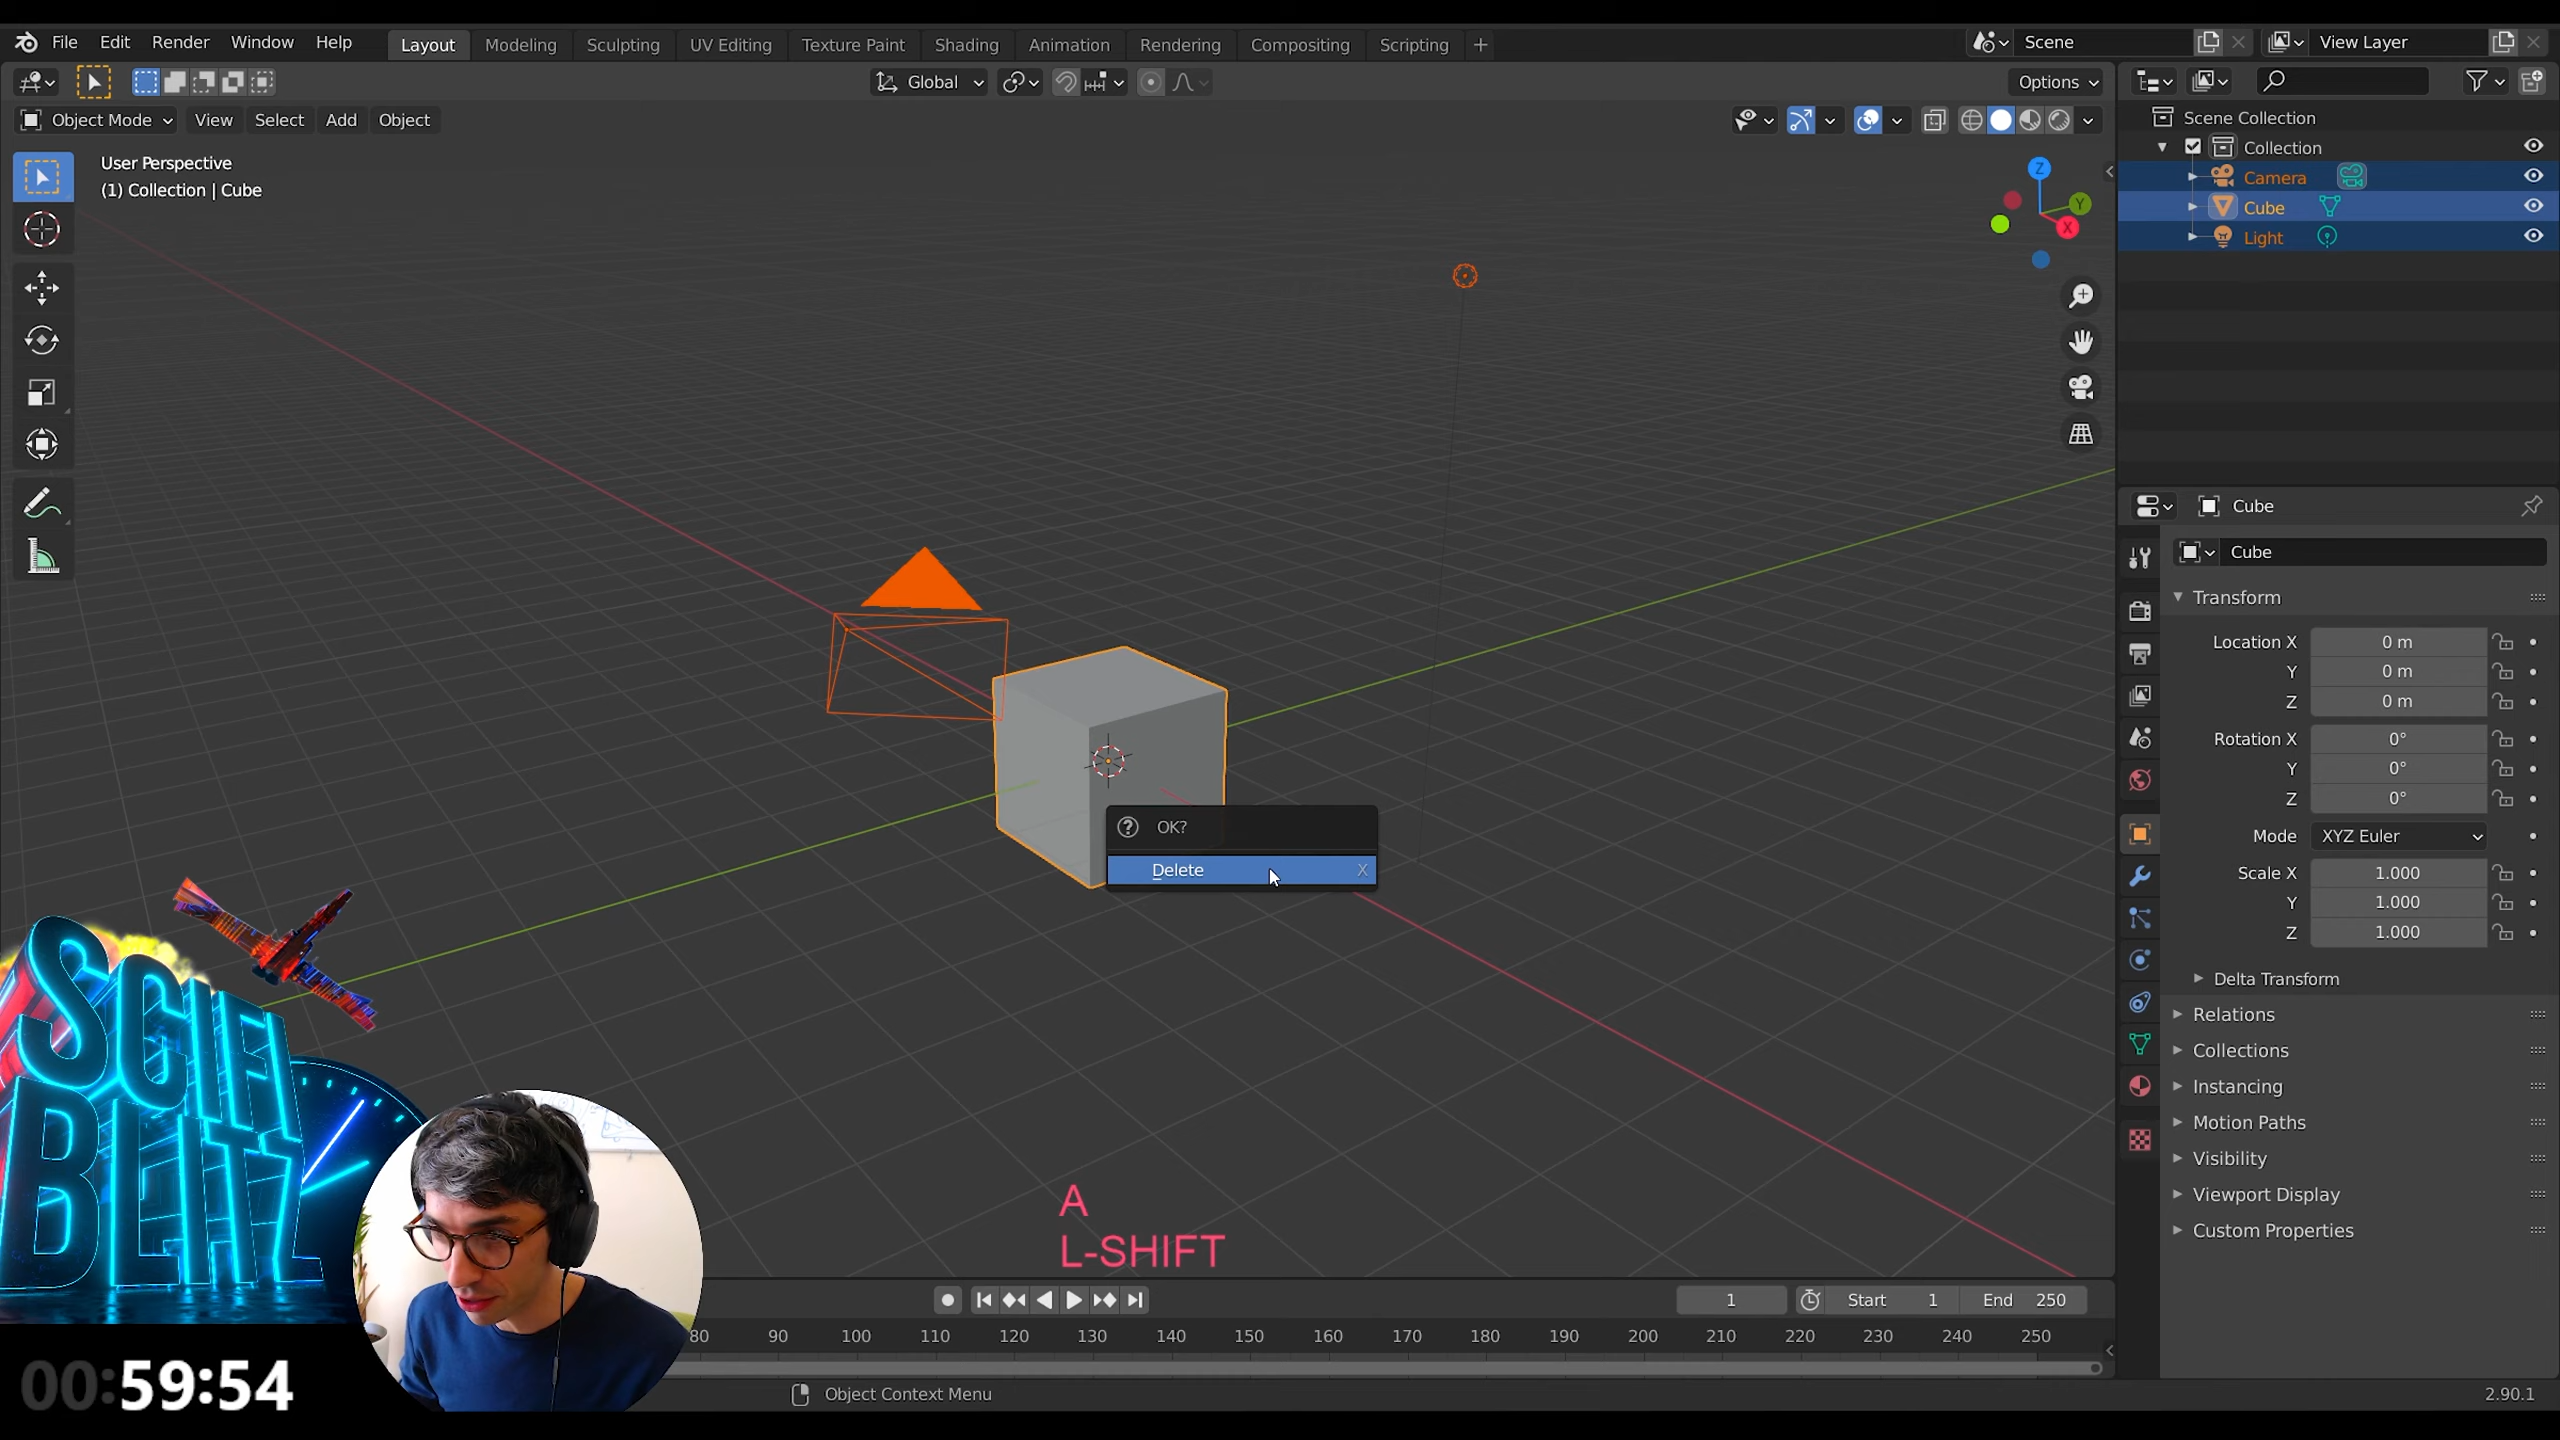 File Edit Render Window Help Layout Modeling Sculpting UV Editing Texture Paint Shading Animation Rendering Compositing Scripting + Scene View Layer
Global Options
Object Mode View Select Add Object
User Perspective
(1) Collection | Cube
Z
Y
X
Scene Collection
Collection
Camera
Cube
Light
Cube
Cube
Transform
Location X 0 m
Y 0 m
Z 0 m
Rotation X 0°
Y 0°
Z 0°
Mode XYZ Euler
Scale X 1.000
Y 1.000
Z 1.000
Delta Transform
Relations
Collections
Instancing
Motion Paths
Visibility
Viewport Display
Custom Properties
OK?
Delete X
SCIFI
BLITZ
A
L-SHIFT
1 Start 1 End 250
80 90 100 110 120 130 140 150 160 170 180 190 200 210 220 230 240 250
00:59:54
Object Context Menu
2.90.1